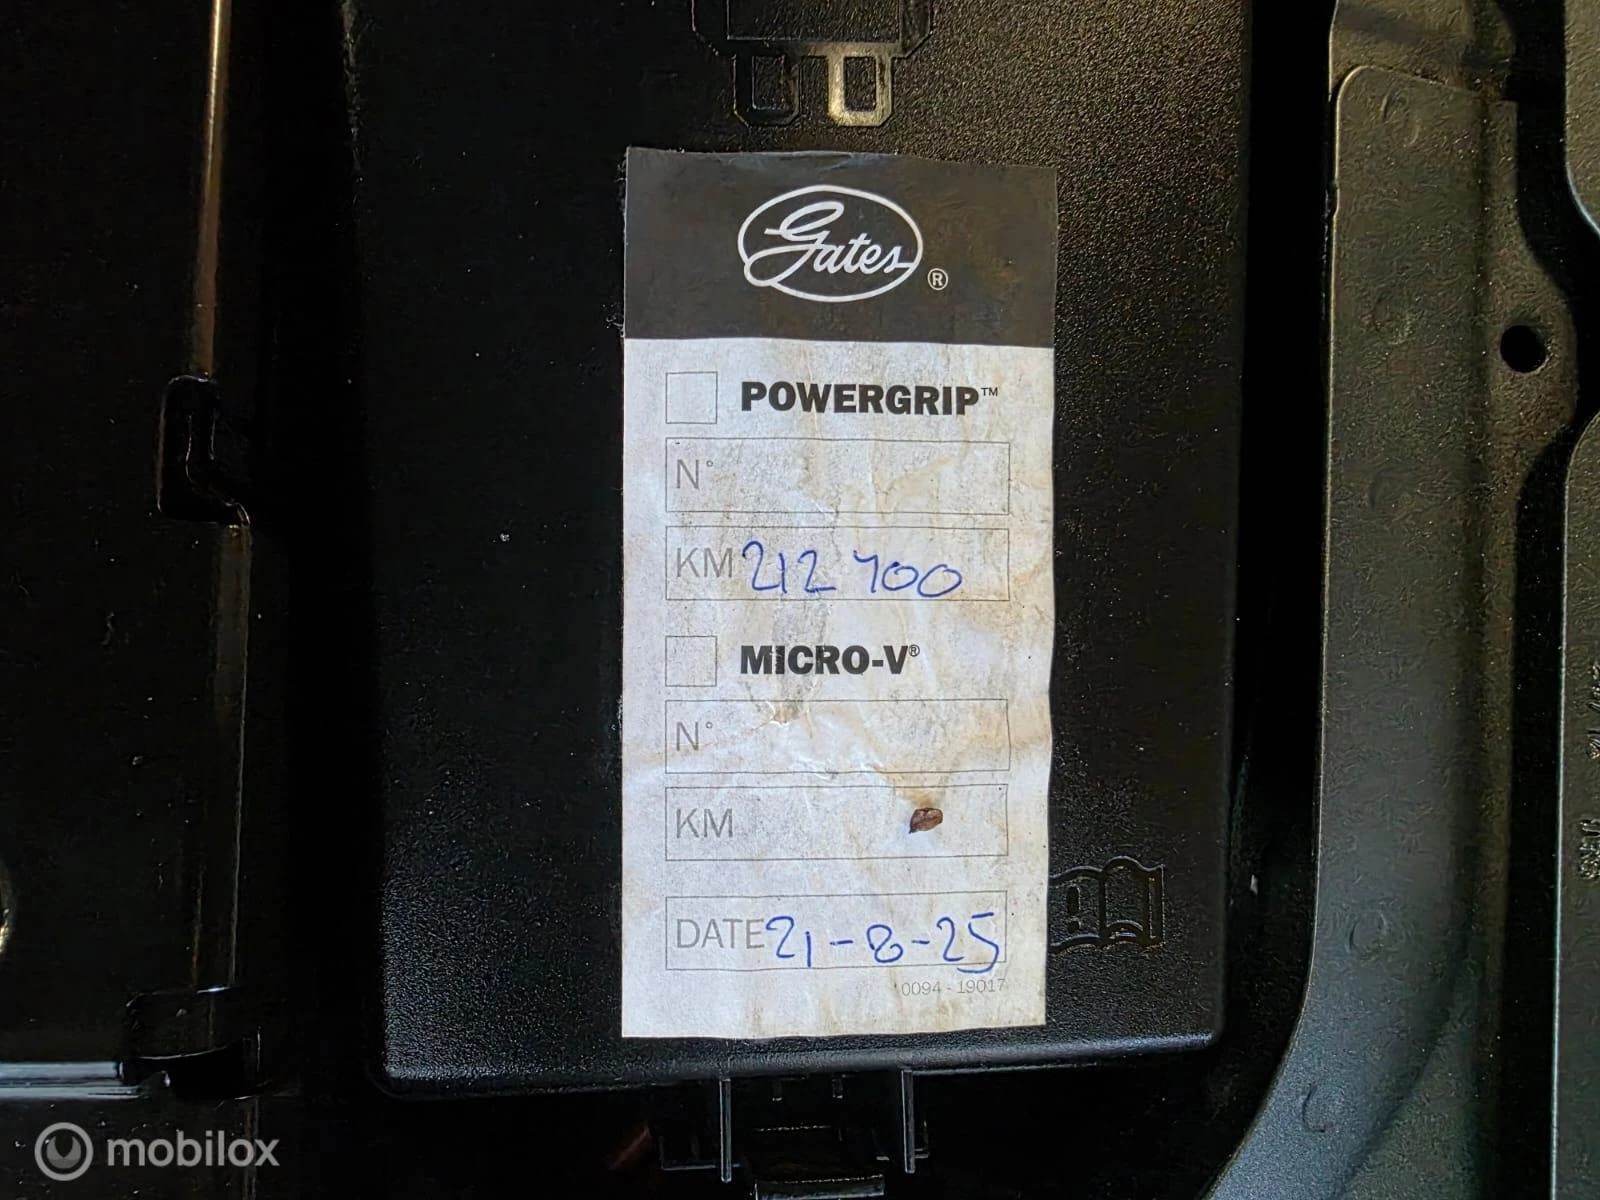 Gates ®
POWERGRIP™
N°
KM 212 700
MICRO-V®
N°
KM
DATE 21-8-25
0094 - 19017
mobilox